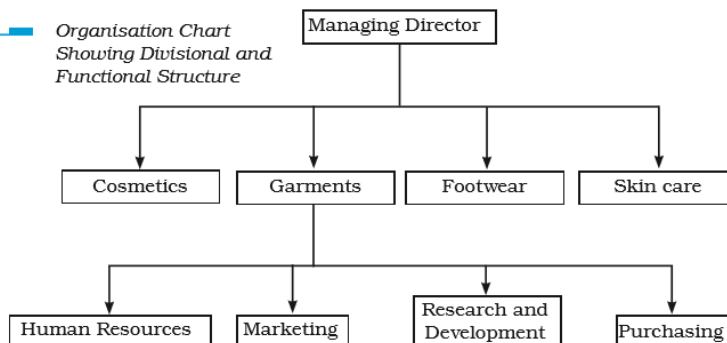 Organisation Chart
Showing Divisional and
Functional Structure
Managing Director
Cosmetics
Garments
Footwear
Skin care
Human Resources
Marketing
Research and
Development
Purchasing